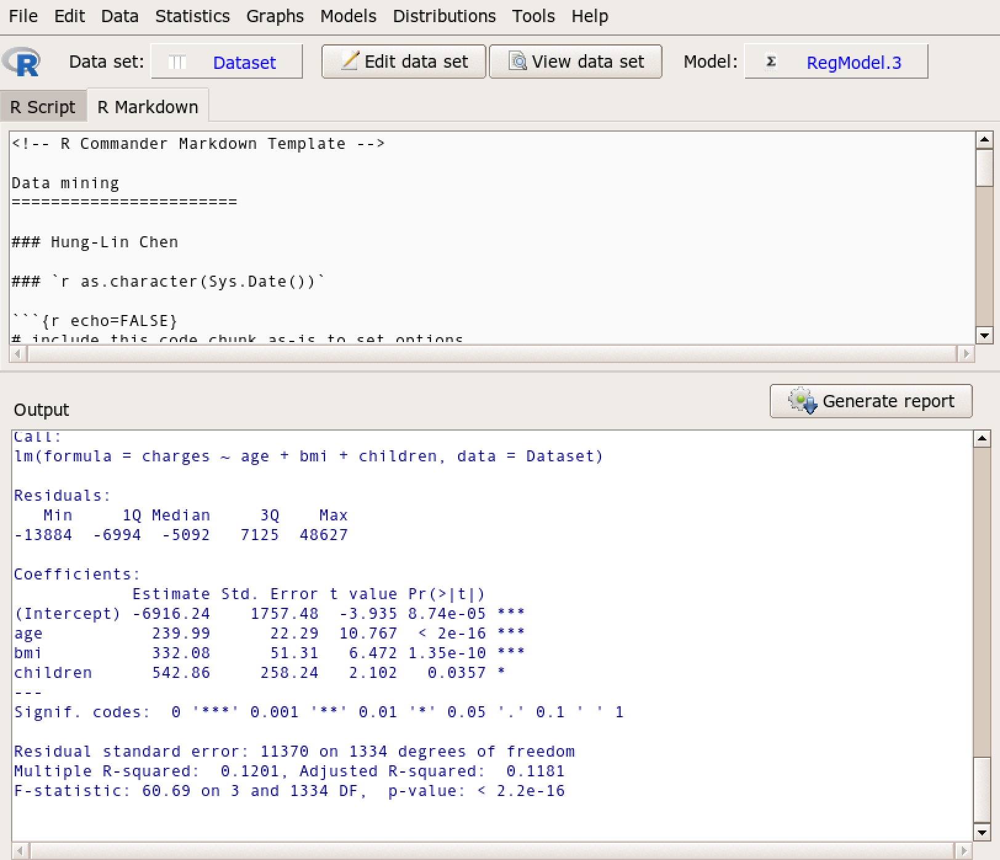 File Edit Data Statistics Graphs Models Distributions Tools Help
R Data set: Dataset Edit data set View data set Model: Σ RegModel.3
R Script R Markdown
<!-- R Commander Markdown Template -->
Data mining
=======================
### Hung-Lin Chen
### `r as.character(Sys.Date())`
```{r echo=FALSE}
# include this code chunk as-is to set options
Output
Generate report
Call:
lm(formula = charges ~ age + bmi + children, data = Dataset)
Residuals:
Min 1Q Median 3Q Max
-13884 -6994 -5092 7125 48627
Coefficients:
Estimate Std. Error t value Pr(>|t|)
(Intercept) -6916.24 1757.48 -3.935 8.74e-05 ***
age 239.99 22.29 10.767 < 2e-16 ***
bmi 332.08 51.31 6.472 1.35e-10 ***
children 542.86 258.24 2.102 0.0357 *
---
Signif. codes: 0 '***' 0.001 '**' 0.01 '*' 0.05 '.' 0.1 ' ' 1
Residual standard error: 11370 on 1334 degrees of freedom
Multiple R-squared: 0.1201, Adjusted R-squared: 0.1181
F-statistic: 60.69 on 3 and 1334 DF, p-value: < 2.2e-16